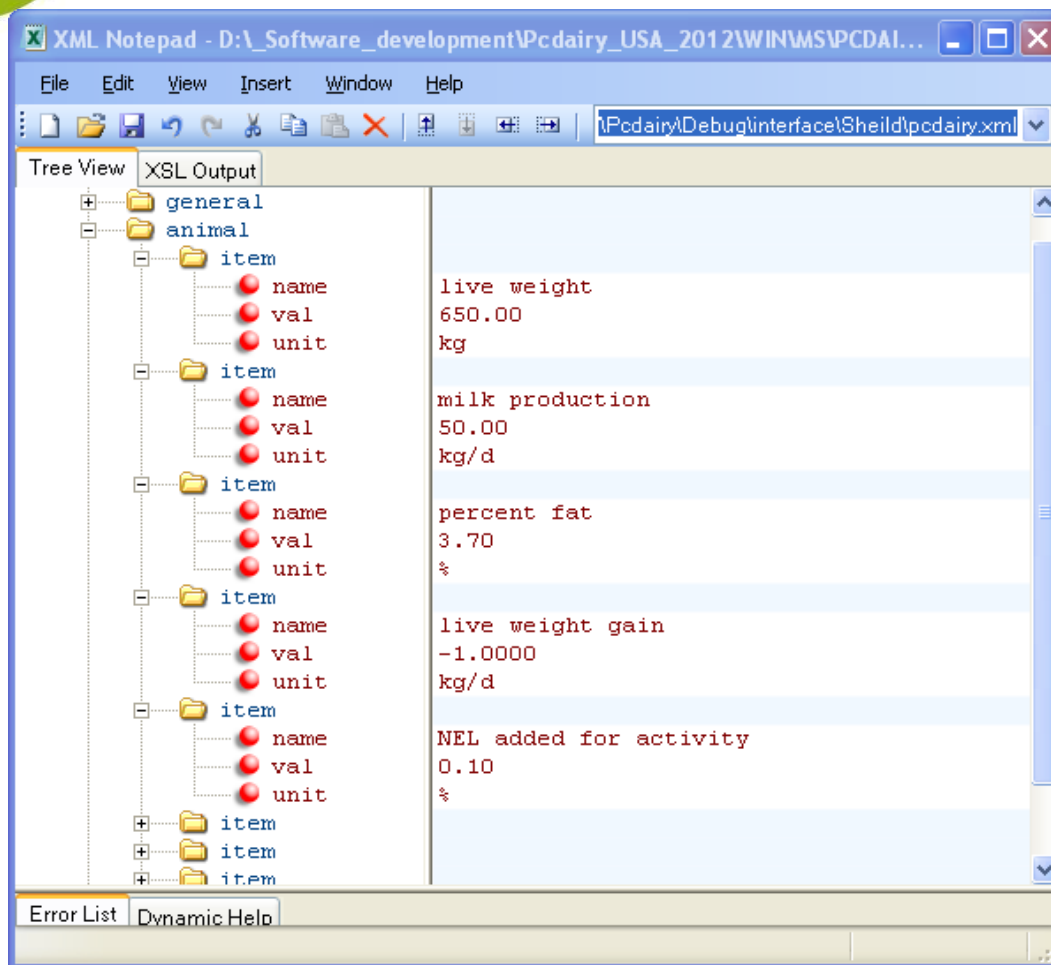 XML Notepad - D:\_Software_development\Pcdairy_USA_2012\WIN\MS\PCDAI...
File Edit View Insert Window Help
\Pcdairy\Debug\interface\Sheild\pcdairy.xml
Tree View XSL Output
general
animal
item
name live weight
val 650.00
unit kg
item
name milk production
val 50.00
unit kg/d
item
name percent fat
val 3.70
unit %
item
name live weight gain
val -1.0000
unit kg/d
item
name NEL added for activity
val 0.10
unit %
item
item
item
Error List Dynamic Help